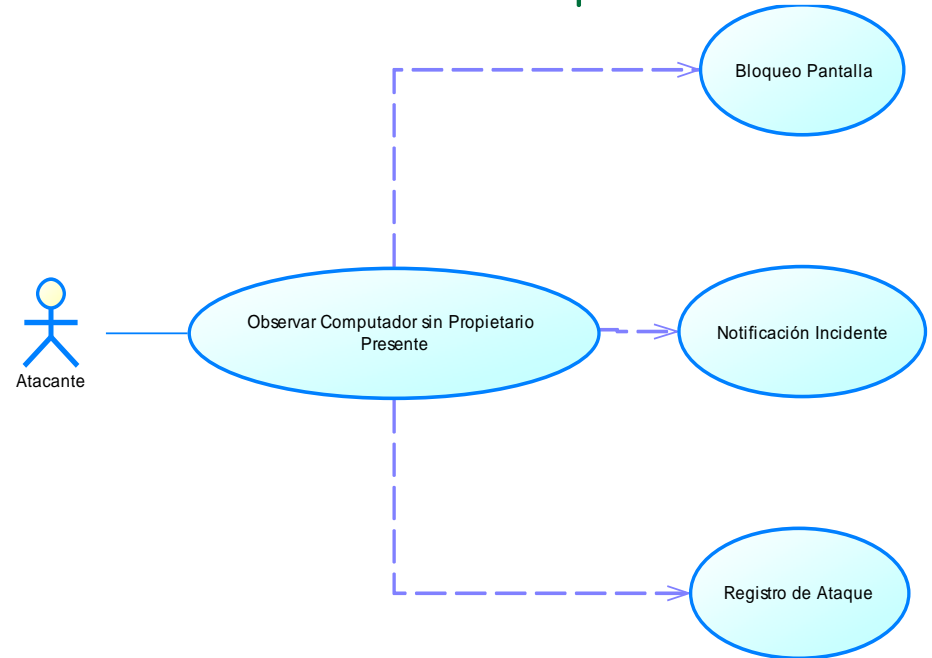 Bloqueo Pantalla
Observar Computador sin Propietario
Presente
Notificación Incidente
Atacante
Registro de Ataque